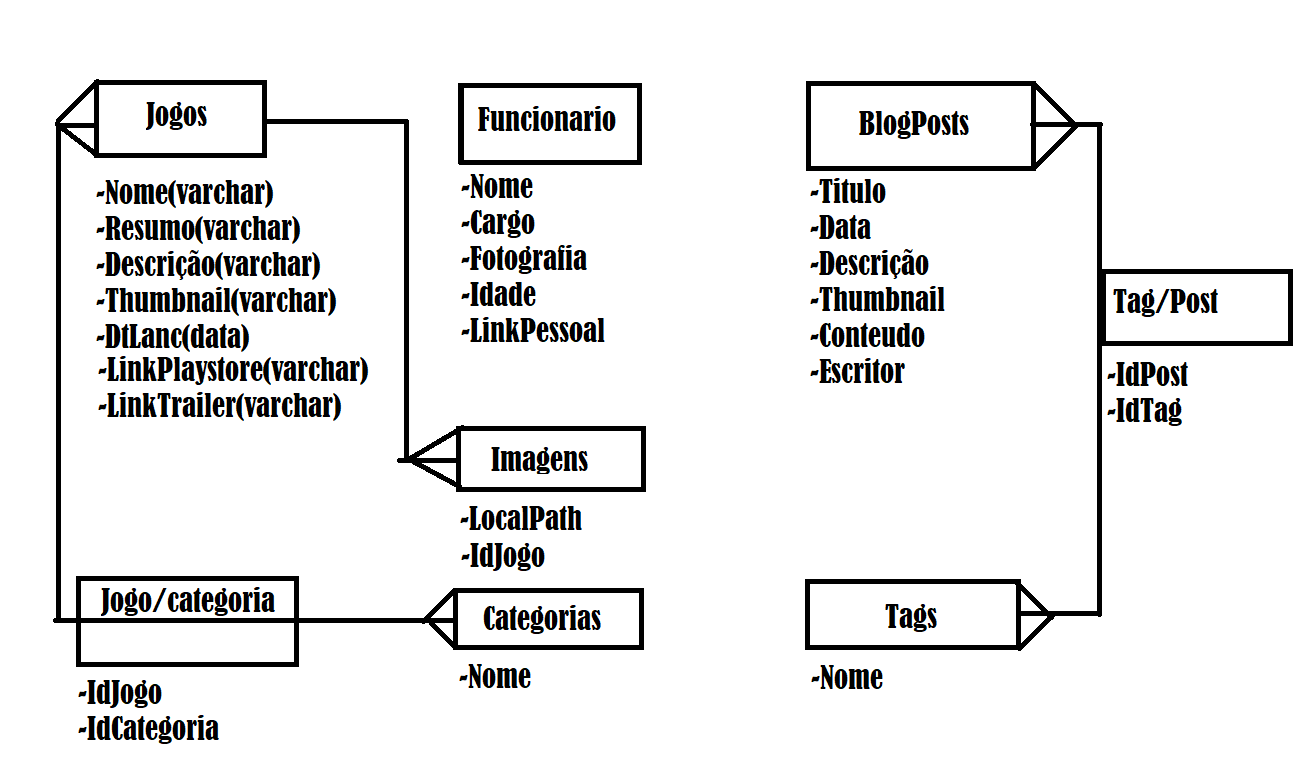 Jogos
-Nome(varchar)
-Resumo(varchar)
-Descrição(varchar)
-Thumbnail(varchar)
-DtLanc(data)
-LinkPlaystore(varchar)
-LinkTrailer(varchar)
Funcionario
-Nome
-Cargo
-Fotografia
-Idade
-LinkPessoal
Imagens
-LocalPath
-IdJogo
Jogo/categoria
-IdJogo
-IdCategoria
Categorias
-Nome
BlogPosts
-Titulo
-Data
-Descrição
-Thumbnail
-Conteudo
-Escritor
Tag/Post
-IdPost
-IdTag
Tags
-Nome